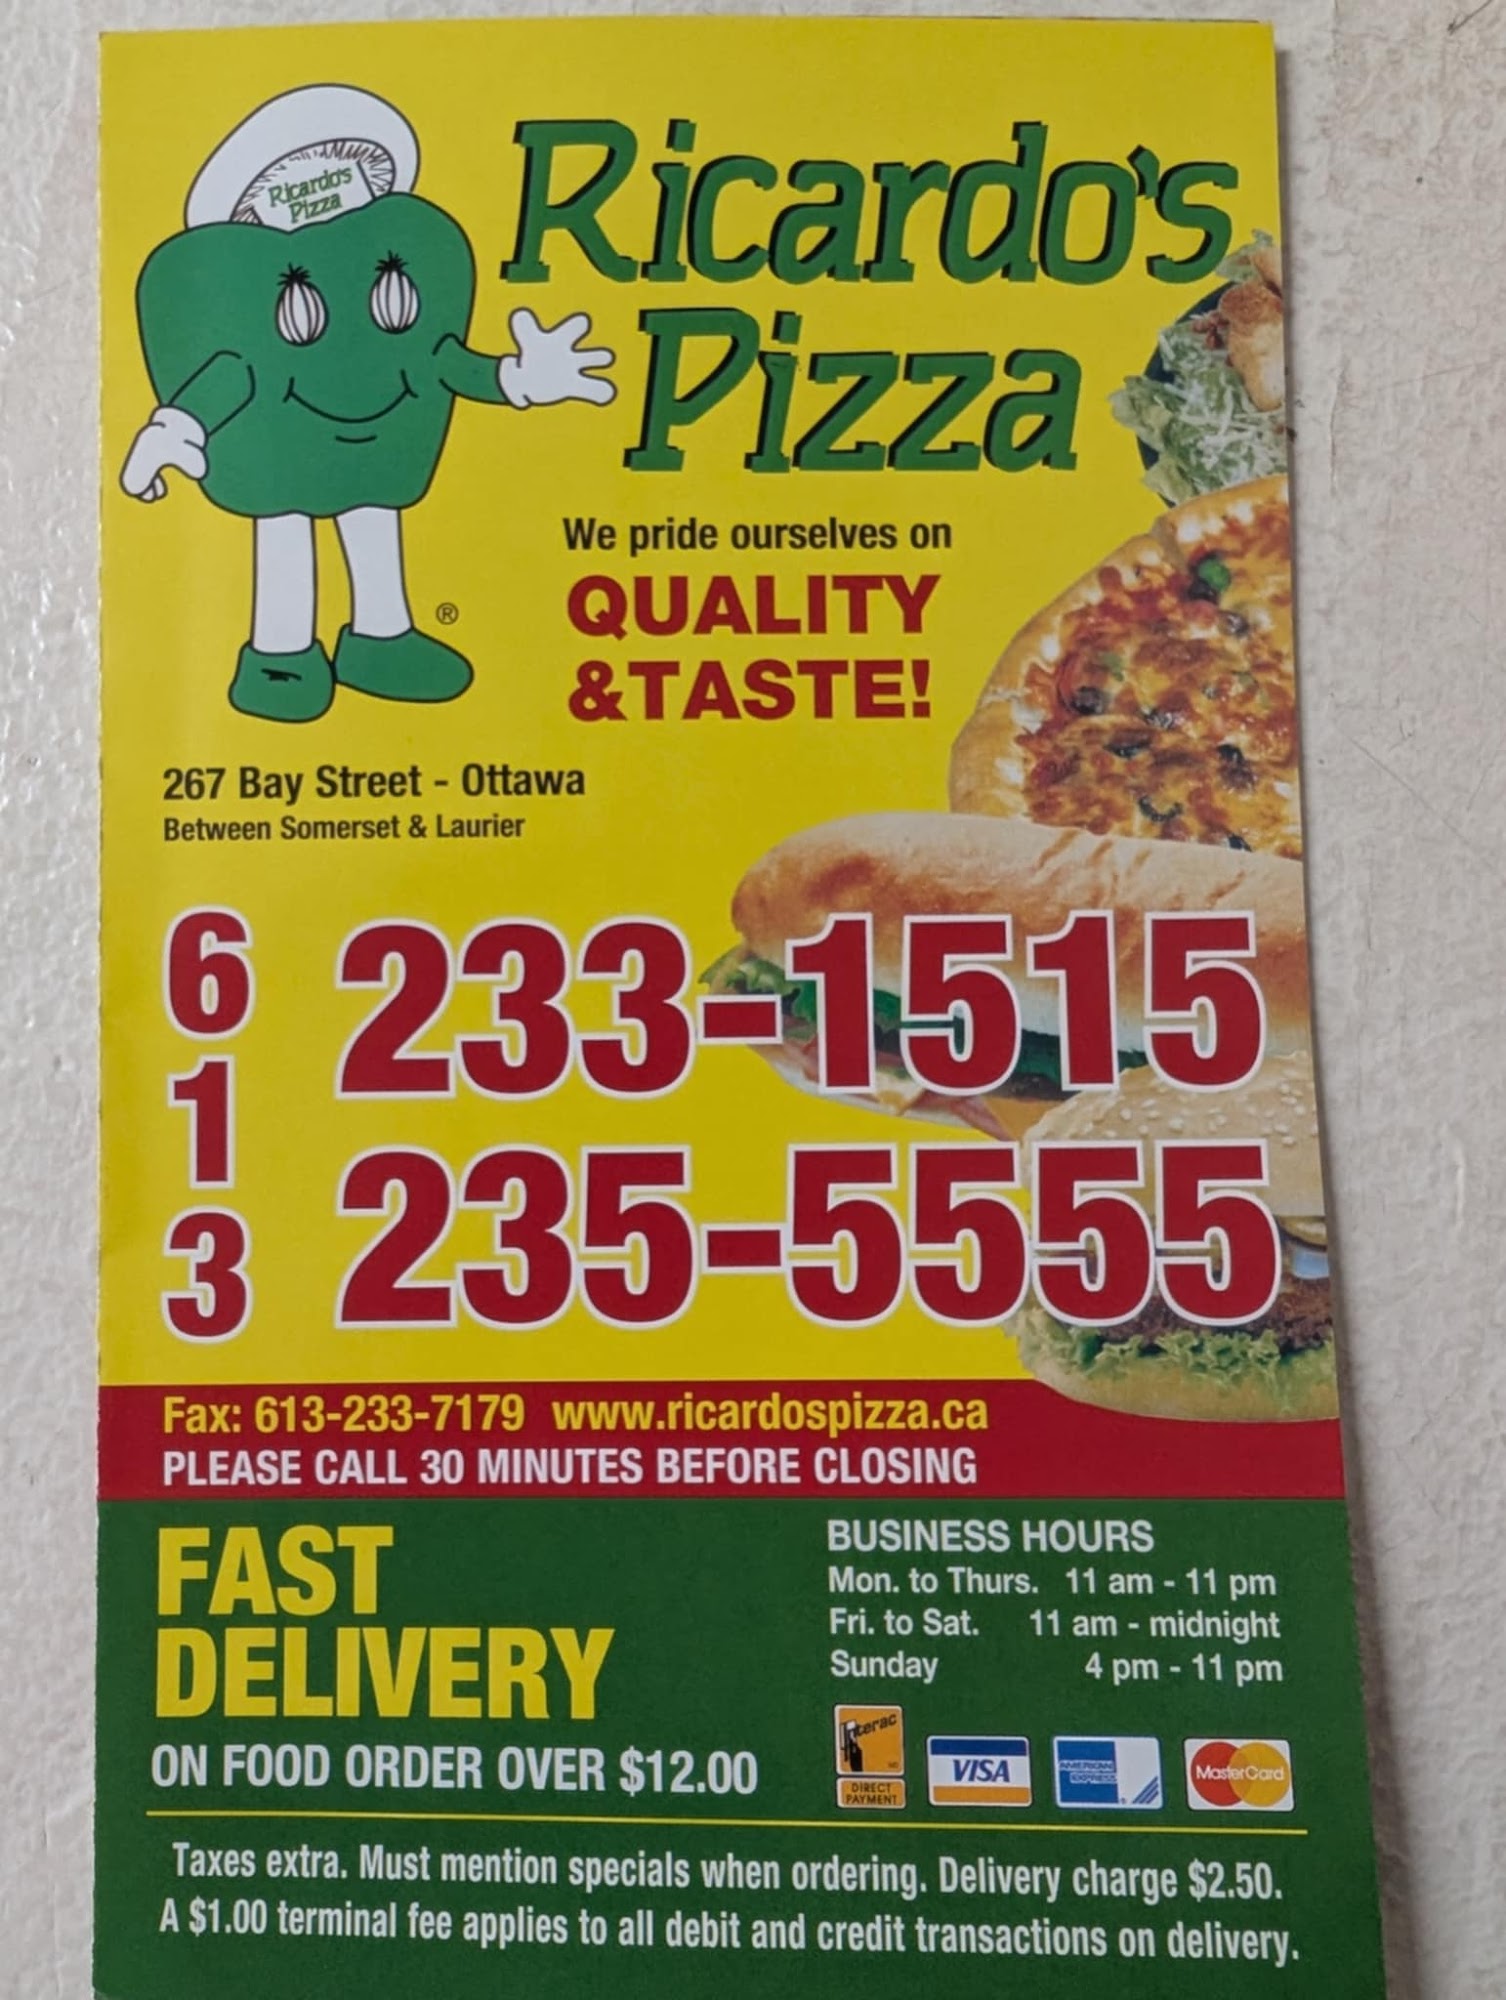 Ricardo's
Pizza
Ricardo's
Pizza
®
We pride ourselves on
QUALITY
&TASTE!
267 Bay Street - Ottawa
Between Somerset & Laurier
613
233-1515
235-5555
Fax: 613-233-7179 www.ricardospizza.ca
PLEASE CALL 30 MINUTES BEFORE CLOSING
FAST
DELIVERY
ON FOOD ORDER OVER $12.00
BUSINESS HOURS
Mon. to Thurs. 11 am - 11 pm
Fri. to Sat. 11 am - midnight
Sunday 4 pm - 11 pm
Interac
DIRECT
PAYMENT
VISA
AMERICAN
EXPRESS
MasterCard
Taxes extra. Must mention specials when ordering. Delivery charge $2.50.
A $1.00 terminal fee applies to all debit and credit transactions on delivery.